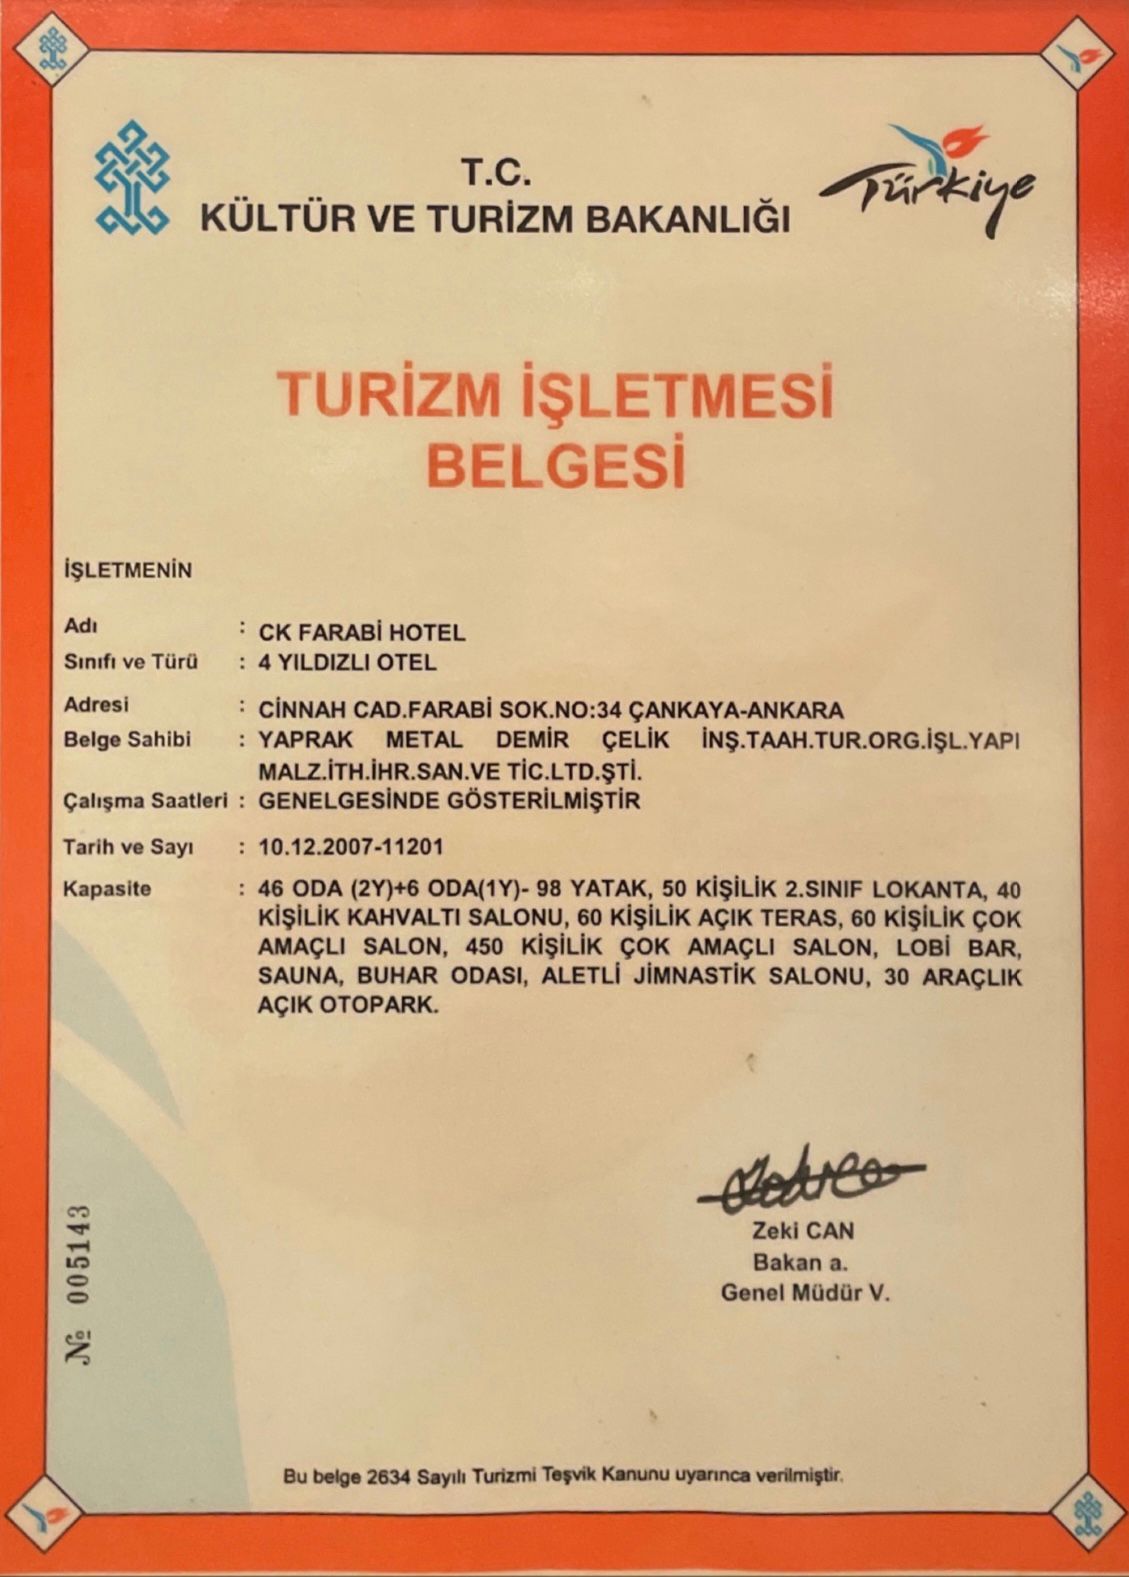 T.C.
KÜLTÜR VE TURİZM BAKANLIĞI
Türkiye
TURİZM İŞLETMESİ
BELGESİ
İŞLETMENİN
Adı : CK FARABİ HOTEL
Sınıfı ve Türü : 4 YILDIZLI OTEL
Adresi : CİNNAH CAD.FARABİ SOK.NO:34 ÇANKAYA-ANKARA
Belge Sahibi : YAPRAK METAL DEMİR ÇELİK İNŞ.TAAH.TUR.ORG.İŞL.YAPI
MALZ.İTH.İHR.SAN.VE TİC.LTD.ŞTİ.
Çalışma Saatleri : GENELGESİNDE GÖSTERİLMİŞTİR
Tarih ve Sayı : 10.12.2007-11201
Kapasite : 46 ODA (2Y)+6 ODA(1Y)- 98 YATAK, 50 KİŞİLİK 2.SINIF LOKANTA, 40
KİŞİLİK KAHVALTI SALONU, 60 KİŞİLİK AÇIK TERAS, 60 KİŞİLİK ÇOK
AMAÇLI SALON, 450 KİŞİLİK ÇOK AMAÇLI SALON, LOBİ BAR,
SAUNA, BUHAR ODASI, ALETLİ JİMNASTİK SALONU, 30 ARAÇLIK
AÇIK OTOPARK.
Zeki CAN
Bakan a.
Genel Müdür V.
№ 005143
Bu belge 2634 Sayılı Turizmi Teşvik Kanunu uyarınca verilmiştir.